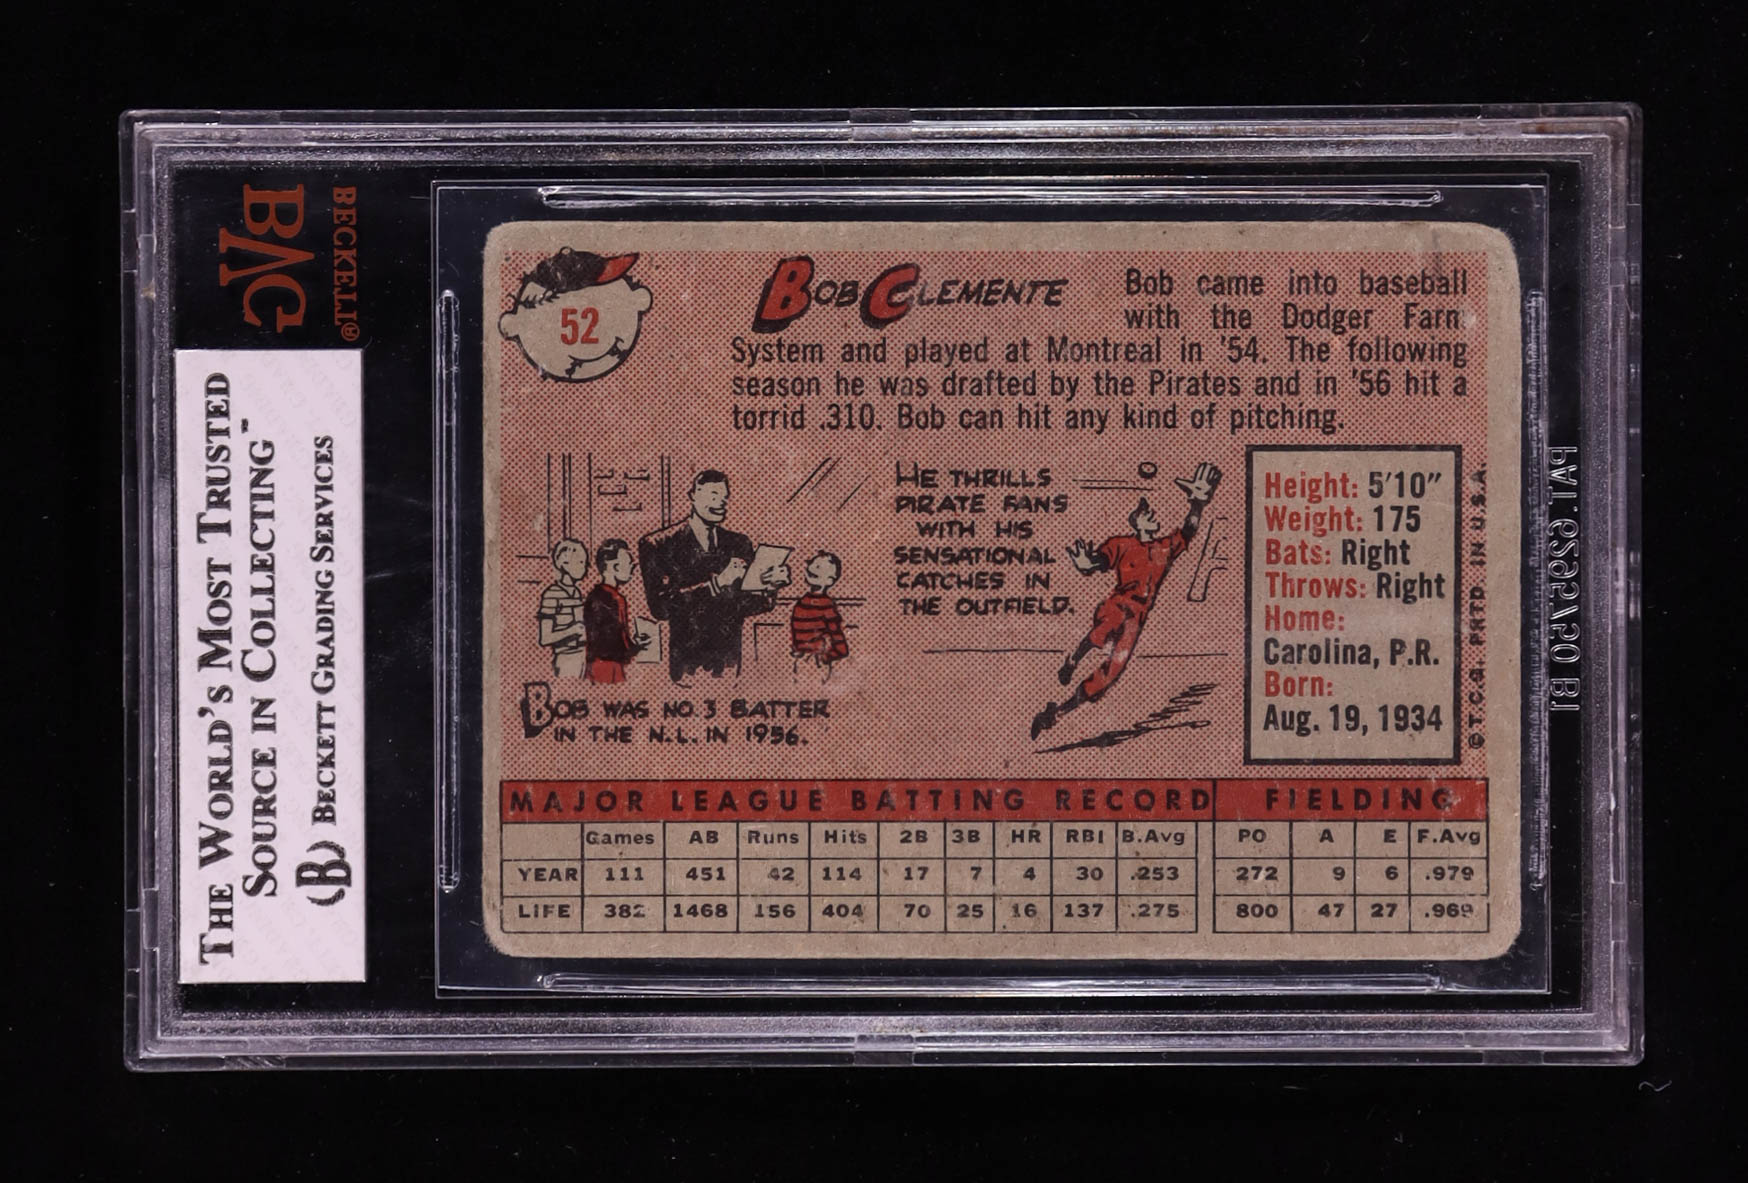 BECKETT®
BVG
THE WORLD'S MOST TRUSTED
SOURCE IN COLLECTING™
(B) BECKETT GRADING SERVICES
52
BOB CLEMENTE
Bob came into baseball
with the Dodger Farm
System and played at Montreal in '54. The following
season he was drafted by the Pirates and in '56 hit a
torrid .310. Bob can hit any kind of pitching.
BOB WAS NO. 3 BATTER
IN THE N.L. IN 1956.
HE THRILLS
PIRATE FANS
WITH HIS
SENSATIONAL
CATCHES IN
THE OUTFIELD.
Height: 5'10"
Weight: 175
Bats: Right
Throws: Right
Home:
Carolina, P.R.
Born:
Aug. 19, 1934
© T.C.G. PRTD. IN U.S.A.
MAJOR LEAGUE BATTING RECORD FIELDING
Games AB Runs Hits 2B 3B HR RBI B.Avg PO A E F.Avg
YEAR 111 451 42 114 17 7 4 30 .253 272 9 6 .979
LIFE 382 1468 156 404 70 25 16 137 .275 800 47 27 .969